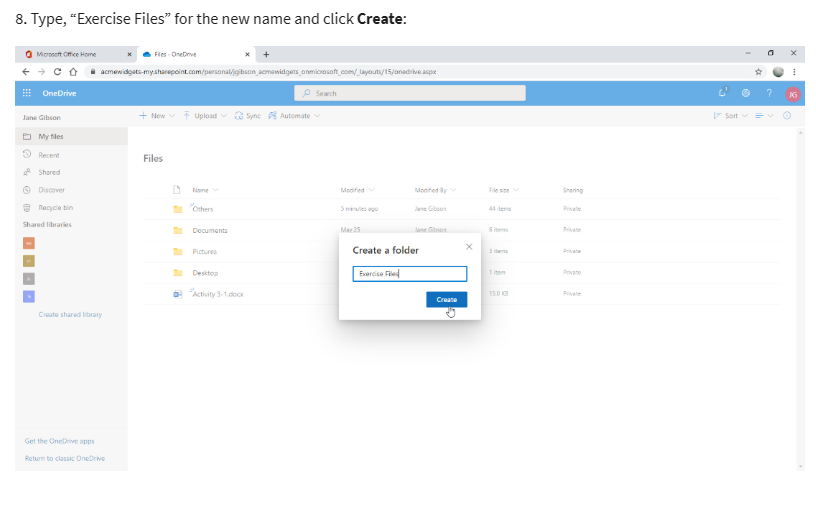 8. Type, “Exercise Files” for the new name and click Create:
Microsoft Office Home
Files - OneDrive
acmewidgets-my.sharepoint.com/personal/jgibson_acmewidgets_onmicrosoft_com/_layouts/15/onedrive.aspx
OneDrive
Search
? JG
Jane Gibson
+ New Upload Sync Automate
Sort
My files
Recent
Shared
Discover
Recycle bin
Shared libraries
Create shared library
Get the OneDrive apps
Return to classic OneDrive
Files
Name Modified Modified By File size Sharing
Others 5 minutes ago Jane Gibson 44 items Private
Documents May 25 Jane Gibson 8 items Private
Pictures 3 items Private
Desktop 1 item Private
Activity 3-1.docx 15.0 KB Private
Create a folder
Exercise Files
Create